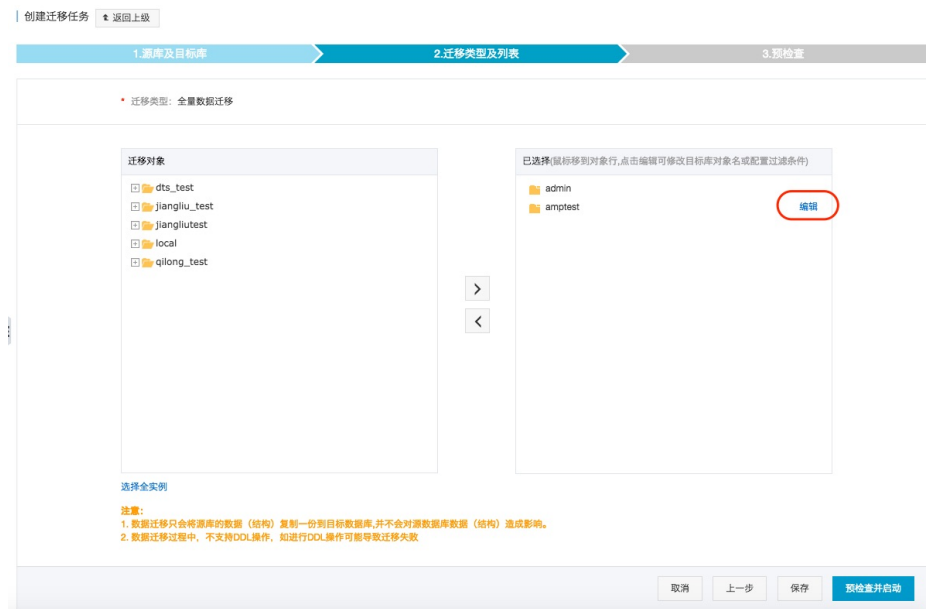 创建迁移任务 返回上级
1.源库及目标库 2.迁移类型及列表 3.预检查
* 迁移类型: 全量数据迁移
迁移对象
dts_test
jiangliu_test
jiangliutest
local
qilong_test
已选择(鼠标移到对象行,点击编辑可修改目标库对象名或配置过滤条件)
admin
amptest 编辑
选择全实例
注意:
1. 数据迁移只会将源库的数据（结构）复制一份到目标数据库,并不会对源数据库数据（结构）造成影响。
2. 数据迁移过程中，不支持DDL操作，如进行DDL操作可能导致迁移失败
取消 上一步 保存 预检查并启动